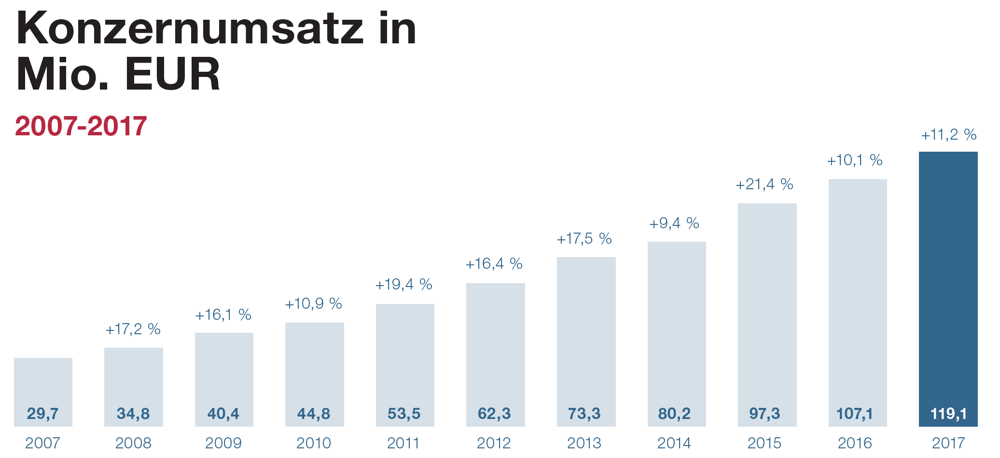 Konzernumsatz in
Mio. EUR
2007-2017
+17,2 %
+16,1 %
+10,9 %
+19,4 %
+16,4 %
+17,5 %
+9,4 %
+21,4 %
+10,1 %
+11,2 %
29,7 34,8 40,4 44,8 53,5 62,3 73,3 80,2 97,3 107,1 119,1
2007 2008 2009 2010 2011 2012 2013 2014 2015 2016 2017